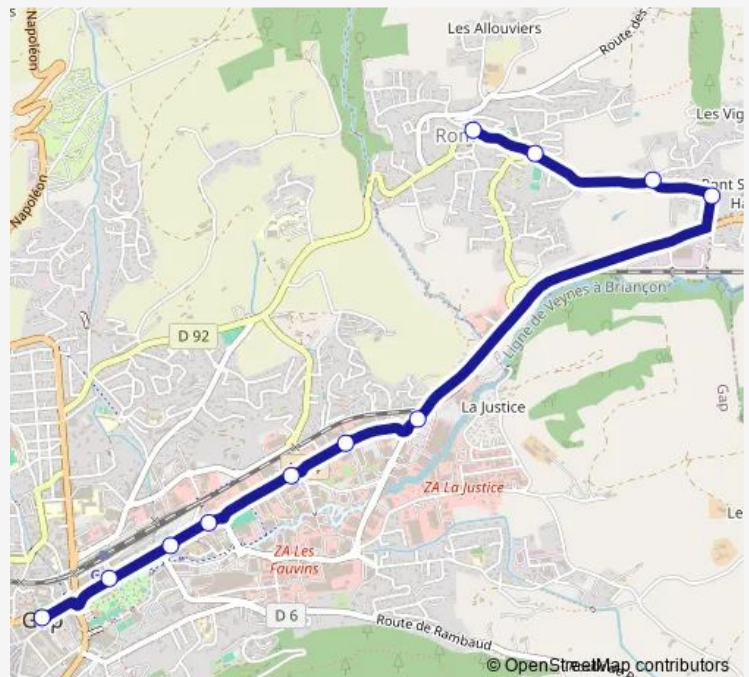 Napoléon
Les Allouviers
Route des
Les Vig
Napoléon
Pont S
Ha
D 92
Ligne de Veynes à Briançon
Gap
La Justice
ZA La Justice
Le
ZA Les
Fauvins
Gap
D 6
Route de Rambaud
© OpenStreetMap contributors